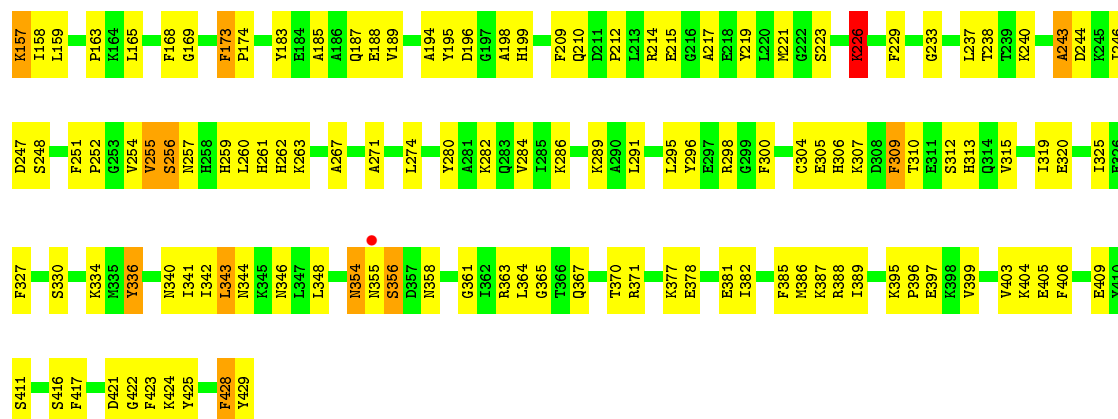 K157 I158 L159 P163 K164 L165 F168 G169 F173 P174 Y183 E184 A185 A186 Q187 E188 V189 A194 Y195 D196 G197 A198 H199 F209 Q210 D211 P212 L213 R214 E215 G216 A217 E218 Y219 L220 M221 G222 S223 K226 F229 G233 L237 T238 T239 K240 A243 D244 K245
D247 S248 F251 P252 G253 V254 V255 S256 N257 H258 H259 L260 H261 H262 K263 A267 A271 L274 Y280 A281 K282 Q283 V284 I285 K286 K289 A290 L291 L295 Y296 E297 R298 G299 F300 C304 E305 H306 K307 D308 F309 T310 E311 S312 H313 Q314 V315 I319 E320 I325
F327 S330 K334 M335 Y336 N340 I341 I342 L343 N344 K345 N346 L347 L348 N354 N355 S356 D357 N358 G361 I362 R363 L364 G365 T366 Q367 T370 R371 K377 E378 E381 I382 F385 M386 K387 R388 I389 K395 P396 E397 K398 V399 V403 K404 E405 F406 E409
S411 S416 F417 D421 G422 F423 K424 Y425 F428 Y429